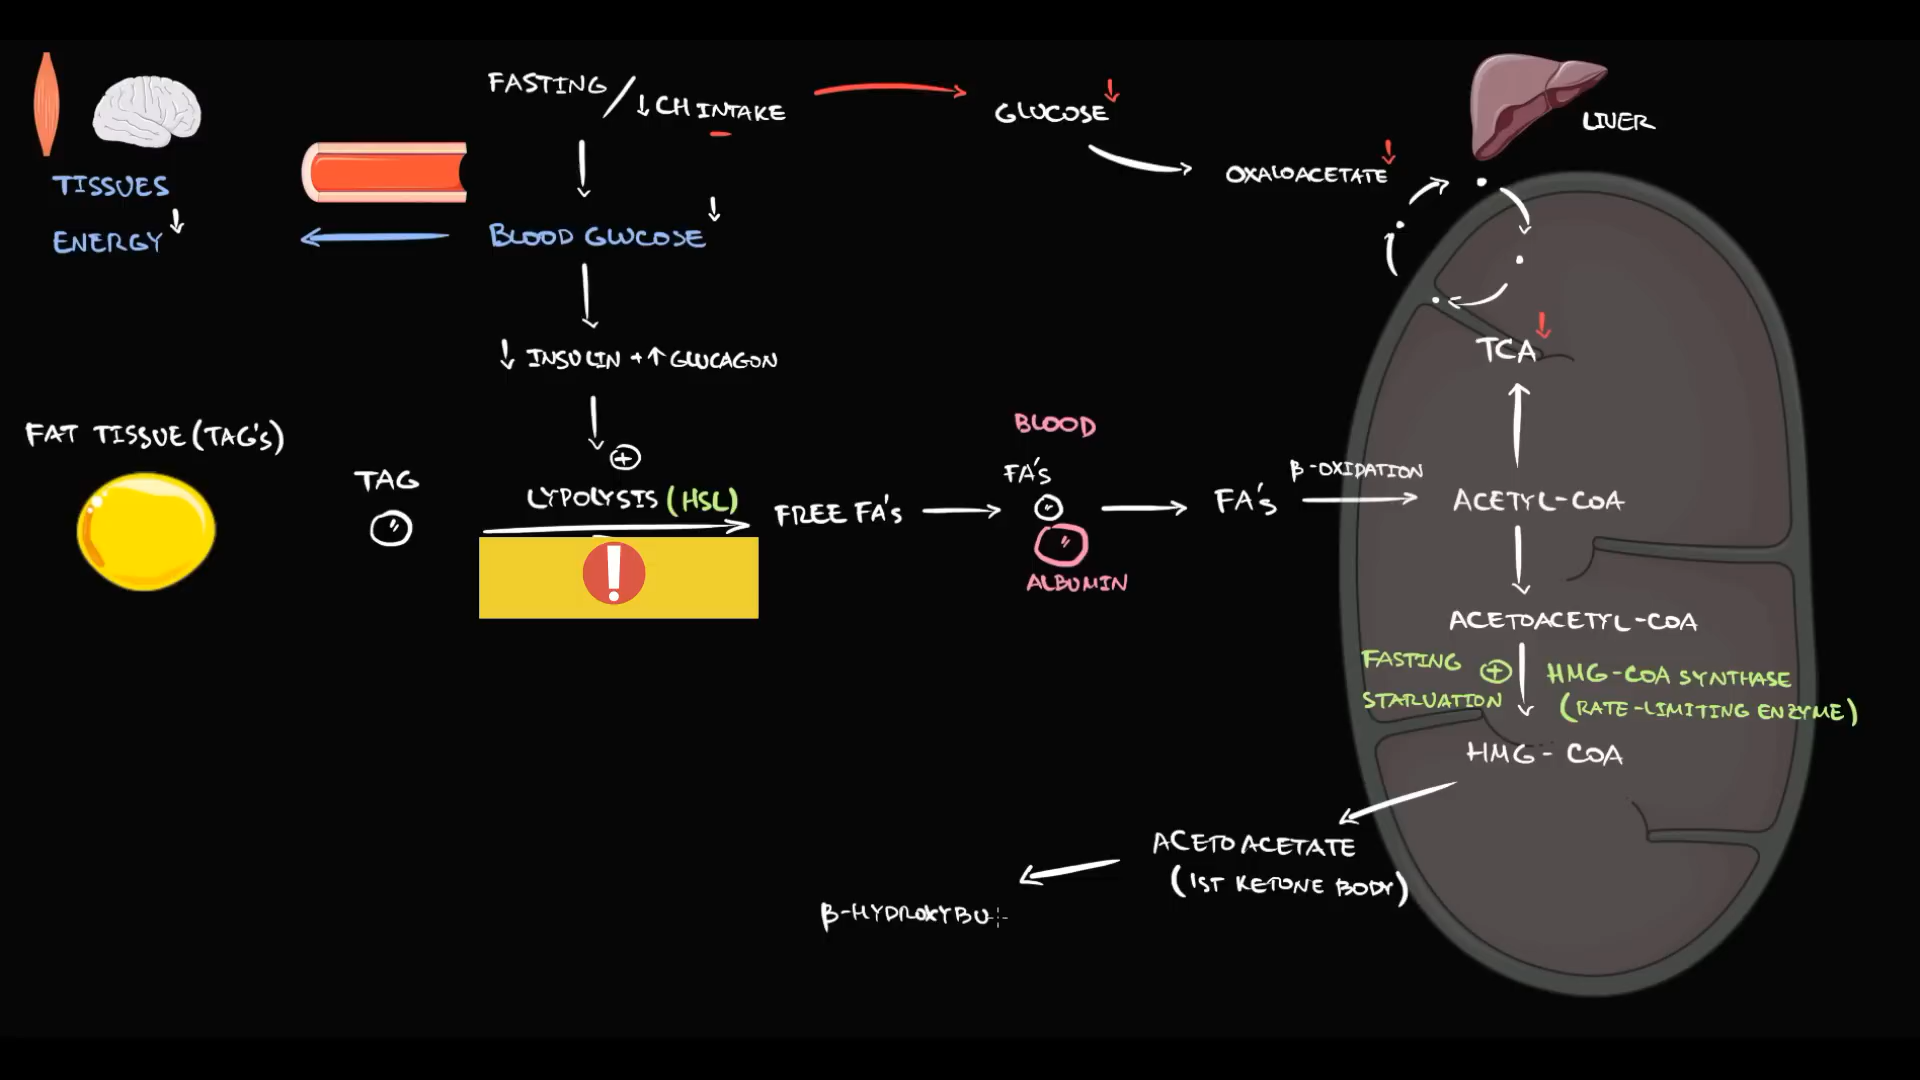 FASTING / ↓ CH INTAKE
GLUCOSE ↓
LIVER
OXALOACETATE ↓
TISSUES
ENERGY ↓
BLOOD GLUCOSE ↓
↓ INSULIN + ↑ GLUCAGON
TCA ↓
FAT TISSUE (TAG'S)
TAG
+
LYPOLYSIS (HSL)
!
FREE FA'S
BLOOD
FA'S
ALBUMIN
FA'S
β-OXIDATION
ACETYL-COA
ACETOACETYL-COA
FASTING +
STARVATION
HMG-COA SYNTHASE
(RATE-LIMITING ENZYME)
HMG-COA
ACETOACETATE
(1ST KETONE BODY)
β-HYDROXYBU